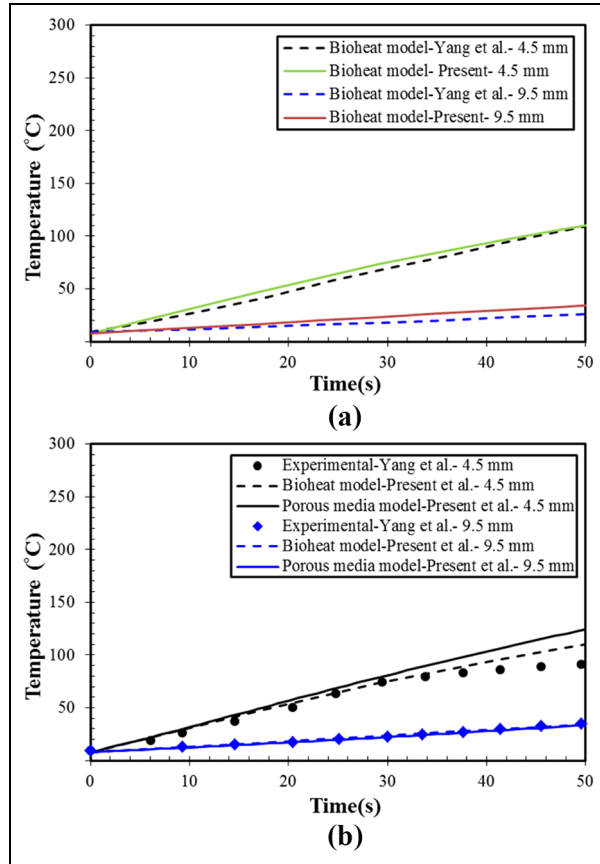 300
250
200
150
100
50
Temperature (°C)
Bioheat model-Yang et al.- 4.5 mm
Bioheat model- Present- 4.5 mm
Bioheat model-Yang et al.- 9.5 mm
Bioheat model-Present- 9.5 mm
0 10 20 30 40 50
Time(s)
(a)
300
250
200
150
100
50
Temperature (°C)
Experimental-Yang et al.- 4.5 mm
Bioheat model-Present et al.- 4.5 mm
Porous media model-Present et al.- 4.5 mm
Experimental-Yang et al.- 9.5 mm
Bioheat model-Present et al.- 9.5 mm
Porous media model-Present et al.- 9.5 mm
0 10 20 30 40 50
Time(s)
(b)